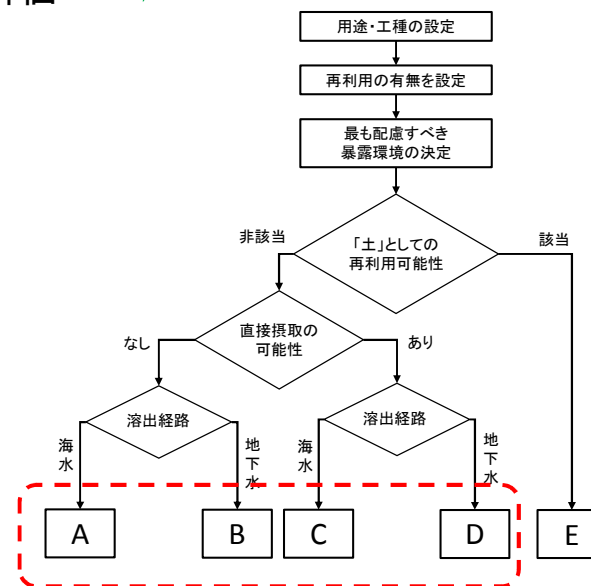 用途・工種の設定
再利用の有無を設定
最も配慮すべき
暴露環境の決定
非該当
「土」としての
再利用可能性
該当
なし
直接摂取の
可能性
あり
溶出経路
溶出経路
海水
地下水
海水
地下水
A
B
C
D
E